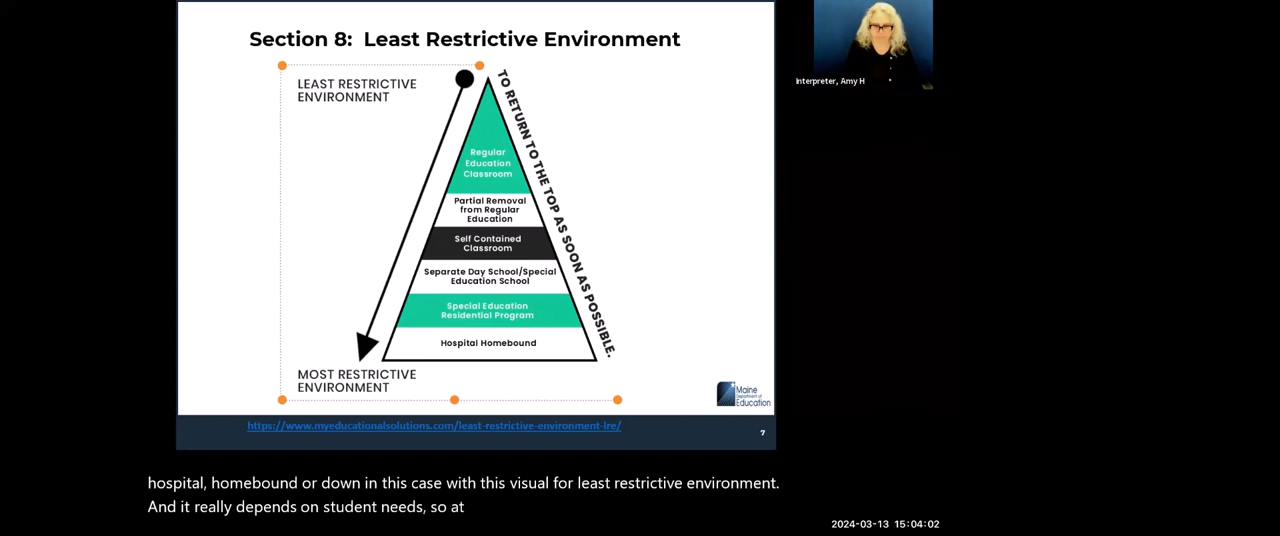 Section 8:  Least Restrictive Environment
LEAST RESTRICTIVE
ENVIRONMENT
TO RETURN TO THE TOP AS SOON AS POSSIBLE.
Regular
Education
Classroom
Partial Removal
from Regular
Education
Self Contained
Classroom
Separate Day School/Special
Education School
Special Education
Residential Program
Hospital Homebound
MOST RESTRICTIVE
ENVIRONMENT
Maine
Department of
Education
https://www.myeducationalsolutions.com/least-restrictive-environment-lre/
7
Interpreter, Amy H
hospital, homebound or down in this case with this visual for least restrictive environment.
And it really depends on student needs, so at
2024-03-13 15:04:02